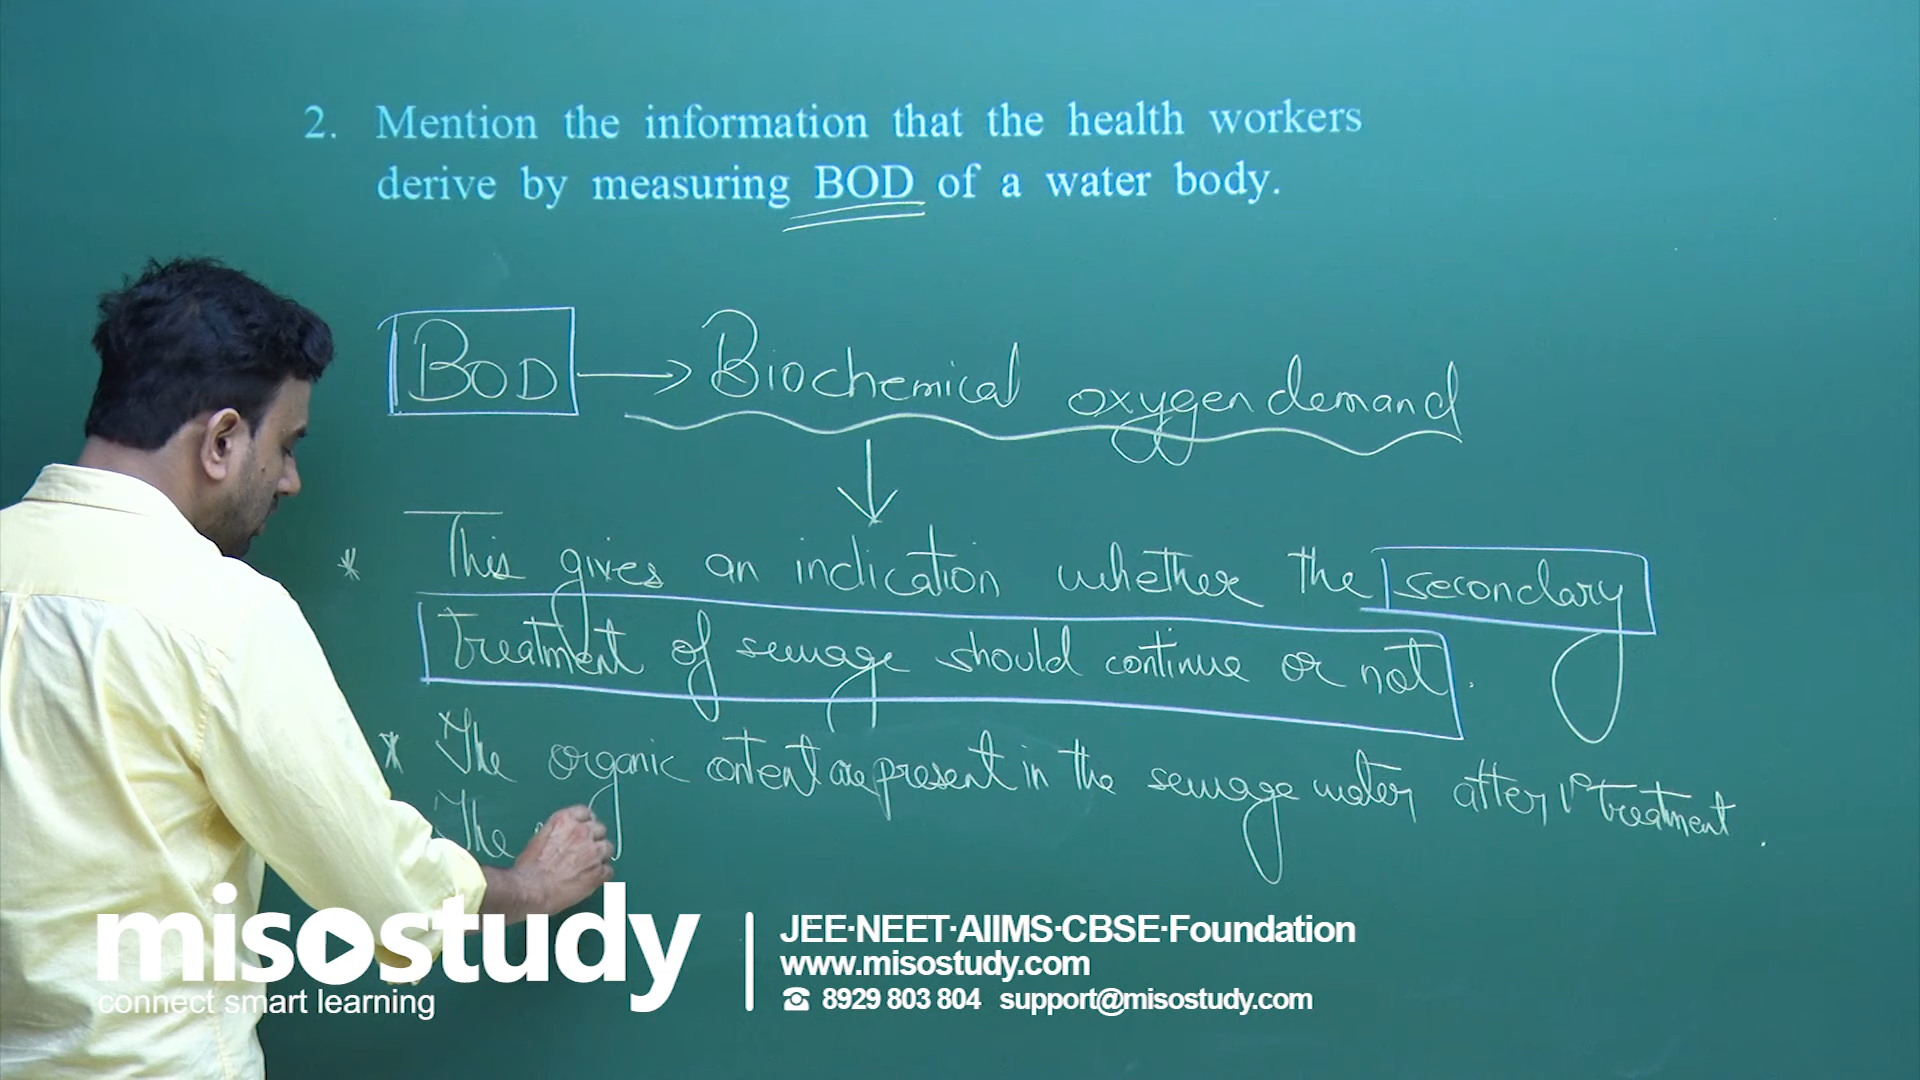 2. Mention the information that the health workers
derive by measuring BOD of a water body.
BOD → Biochemical oxygen demand
* This gives an indication whether the secondary
treatment of sewage should continue or not.
* The organic content are present in the sewage water after 1° treatment.
The
misostudy
connect smart learning
JEE·NEET·AIIMS·CBSE·Foundation
www.misostudy.com
☎ 8929 803 804 support@misostudy.com